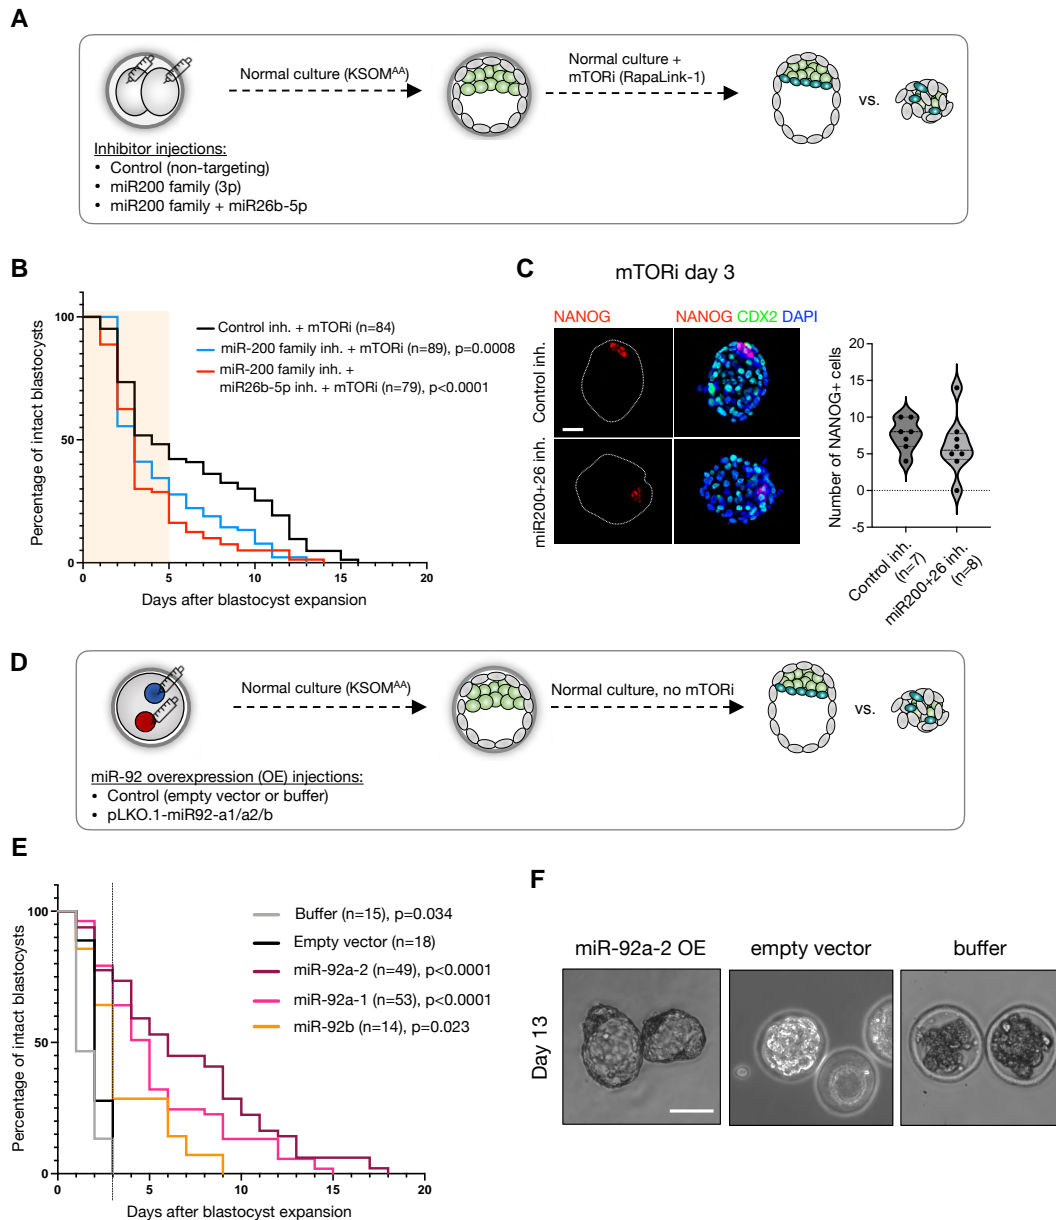 A
Normal culture (KSOMAA)
Normal culture +
mTORi (RapaLink-1)
vs.
Inhibitor injections:
• Control (non-targeting)
• miR200 family (3p)
• miR200 family + miR26b-5p
B
Percentage of intact blastocysts
100
50
0
0
5
10
15
20
Days after blastocyst expansion
Control inh. + mTORi (n=84)
miR-200 family inh. + mTORi (n=89), p=0.0008
miR-200 family inh. +
miR26b-5p inh. + mTORi (n=79), p<0.0001
C
mTORi day 3
NANOG
NANOG CDX2 DAPI
Control inh.
miR200+26 inh.
Number of NANOG+ cells
20
15
10
5
0
-5
Control inh.
(n=7)
miR200+26 inh.
(n=8)
D
Normal culture (KSOMAA)
Normal culture, no mTORi
vs.
miR-92 overexpression (OE) injections:
• Control (empty vector or buffer)
• pLKO.1-miR92-a1/a2/b
E
Percentage of intact blastocysts
100
50
0
0
5
10
15
20
Days after blastocyst expansion
Buffer (n=15), p=0.034
Empty vector (n=18)
miR-92a-2 (n=49), p<0.0001
miR-92a-1 (n=53), p<0.0001
miR-92b (n=14), p=0.023
F
miR-92a-2 OE
empty vector
buffer
Day 13